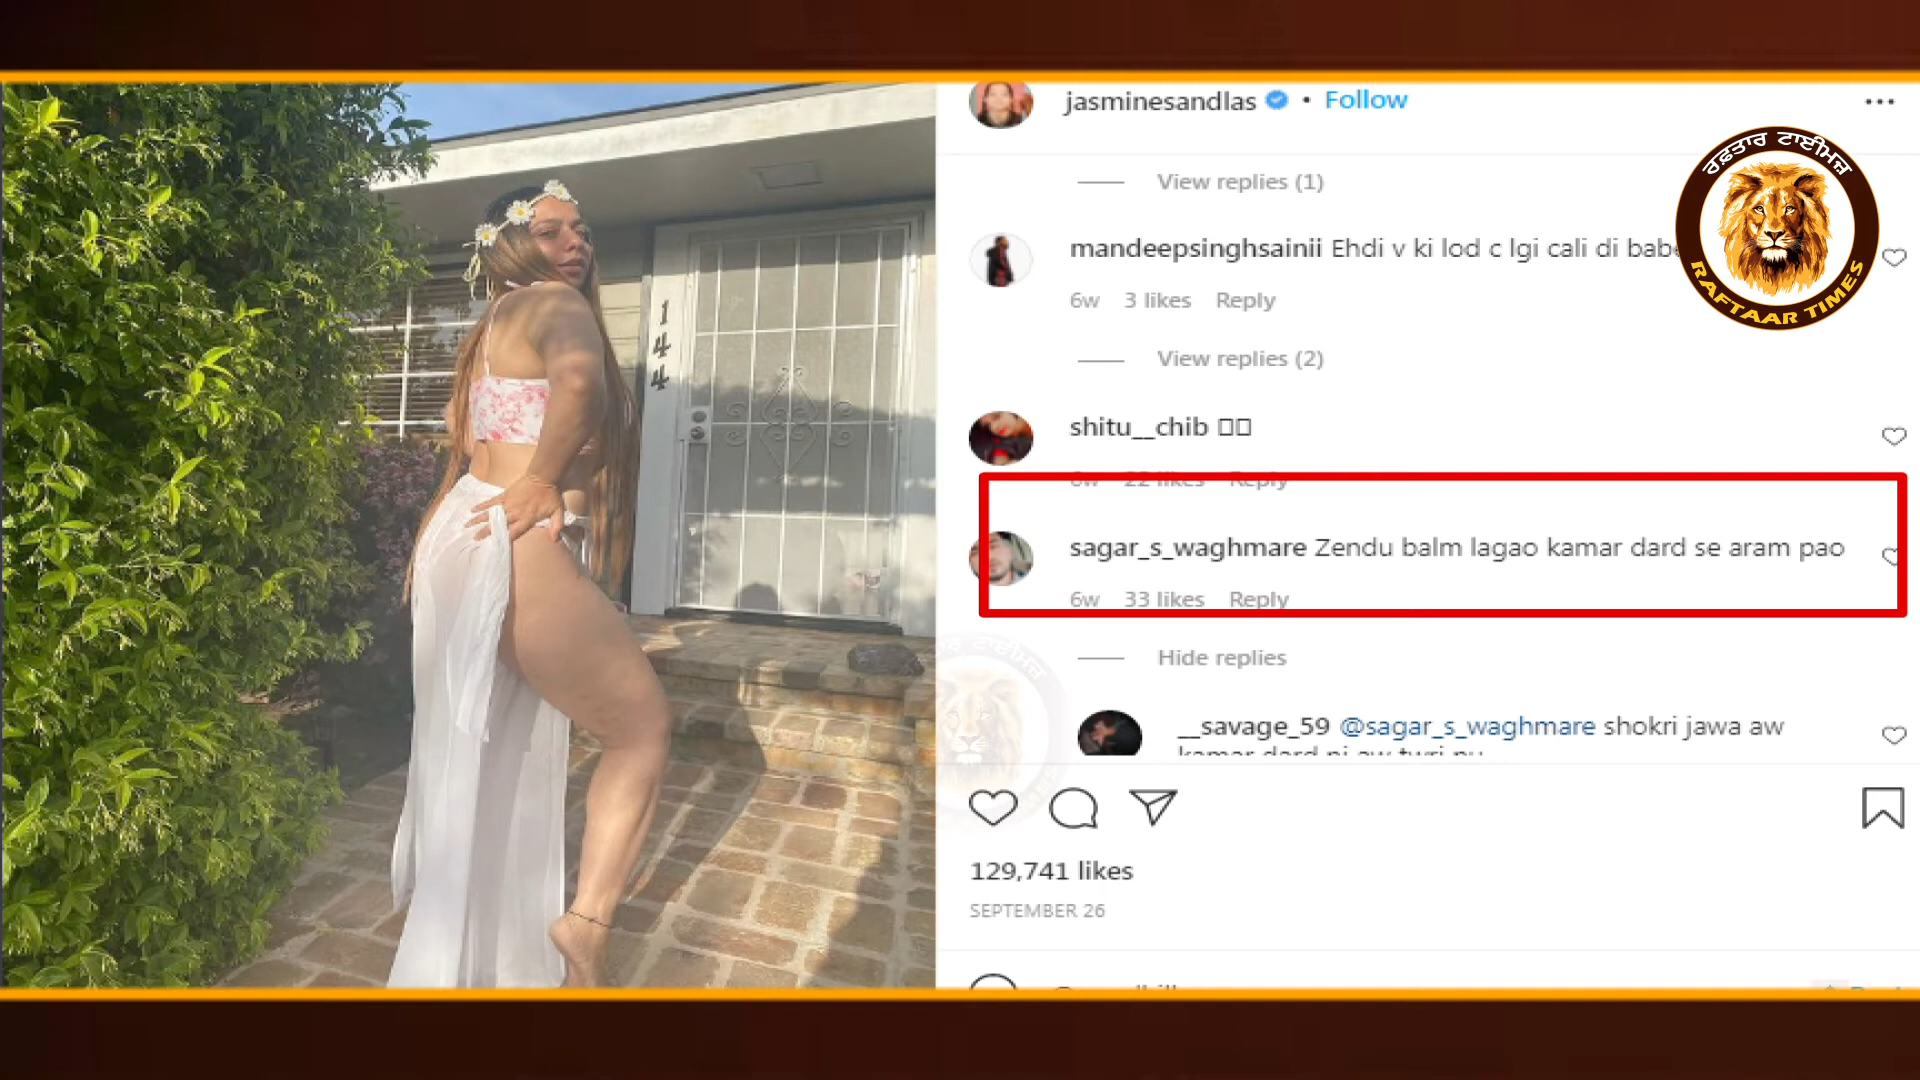 jasminesandlas • Follow
View replies (1)
mandeepsinghsainii Ehdi v ki lod c lgi cali di babe
6w 3 likes Reply
View replies (2)
shitu__chib
6w 22 likes Reply
sagar_s_waghmare Zendu balm lagao kamar dard se aram pao
6w 33 likes Reply
Hide replies
__savage_59 @sagar_s_waghmare shokri jawa aw
kamar dard ni aw
129,741 likes
SEPTEMBER 26
144
ਰਫ਼ਤਾਰ ਟਾਈਮਜ਼
RAFTAAR TIMES